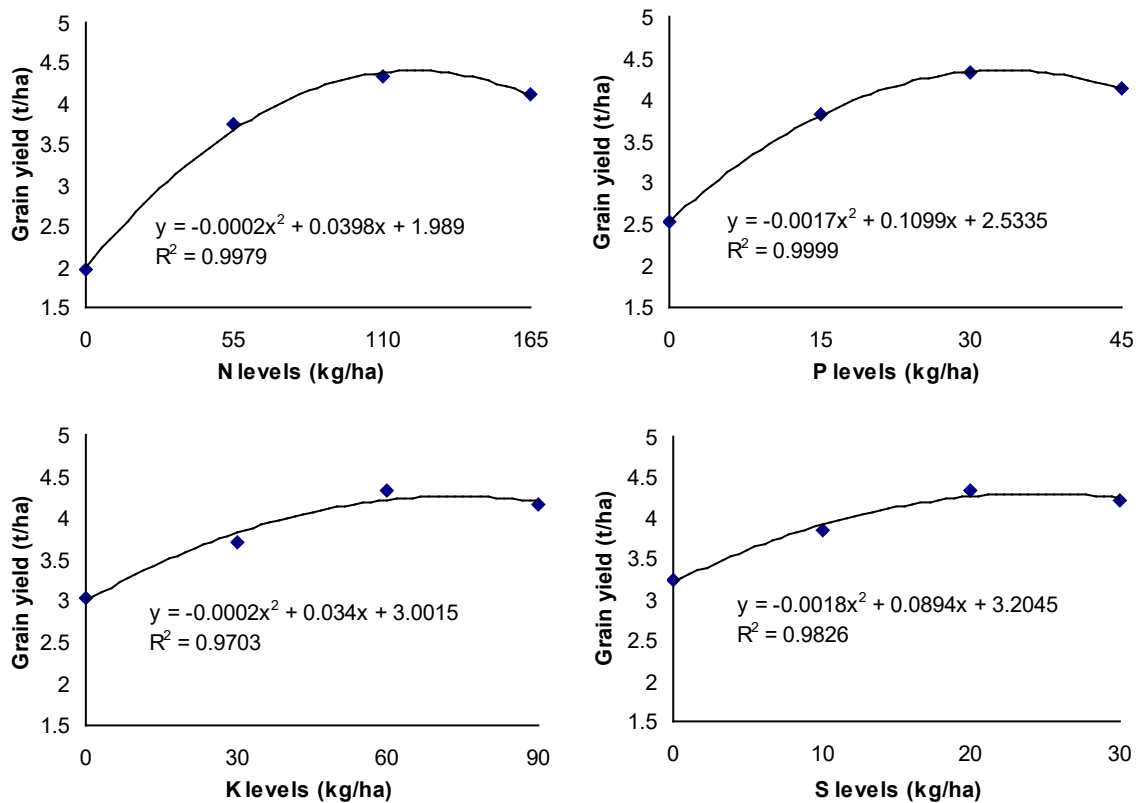 Grain yield (t/ha)
5
4.5
4
3.5
3
2.5
2
1.5
y = -0.0002x² + 0.0398x + 1.989
R² = 0.9979
0 55 110 165
N levels (kg/ha)
Grain yield (t/ha)
5
4.5
4
3.5
3
2.5
2
1.5
y = -0.0017x² + 0.1099x + 2.5335
R² = 0.9999
0 15 30 45
P levels (kg/ha)
Grain yield (t/ha)
5
4.5
4
3.5
3
2.5
2
1.5
y = -0.0002x² + 0.034x + 3.0015
R² = 0.9703
0 30 60 90
K levels (kg/ha)
Grain yield (t/ha)
5
4.5
4
3.5
3
2.5
2
1.5
y = -0.0018x² + 0.0894x + 3.2045
R² = 0.9826
0 10 20 30
S levels (kg/ha)